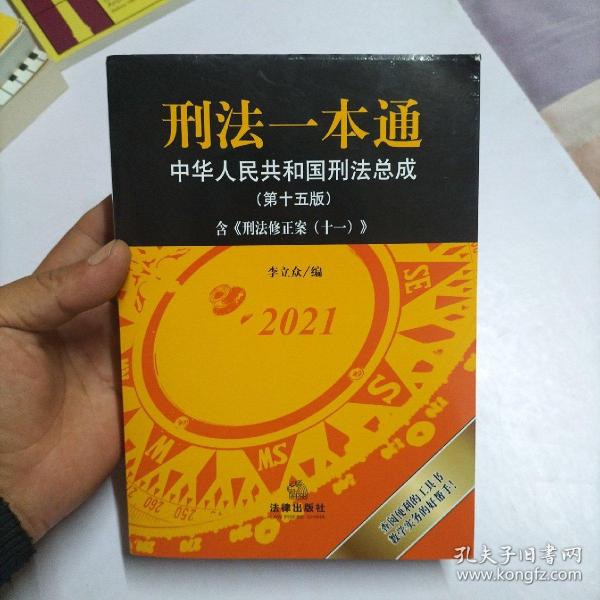 刑法一本通
中华人民共和国刑法总成
(第十五版)
含《刑法修正案(十一)》
李立众/编
2021
SE
S
SW
W
250
法律出版社
查阅便利的工具书
教学实务的好帮手!
孔夫子旧书网
www.kongfz.com